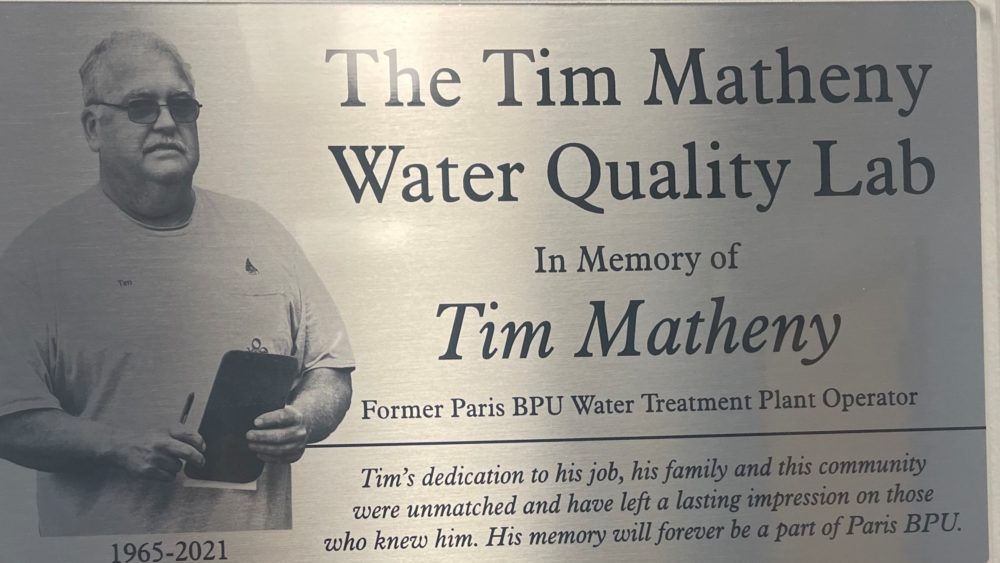 The Tim Matheny
Water Quality Lab
In Memory of
Tim Matheny
Former Paris BPU Water Treatment Plant Operator
Tim's dedication to his job, his family and this community
were unmatched and have left a lasting impression on those
who knew him. His memory will forever be a part of Paris BPU.
Tim
1965-2021